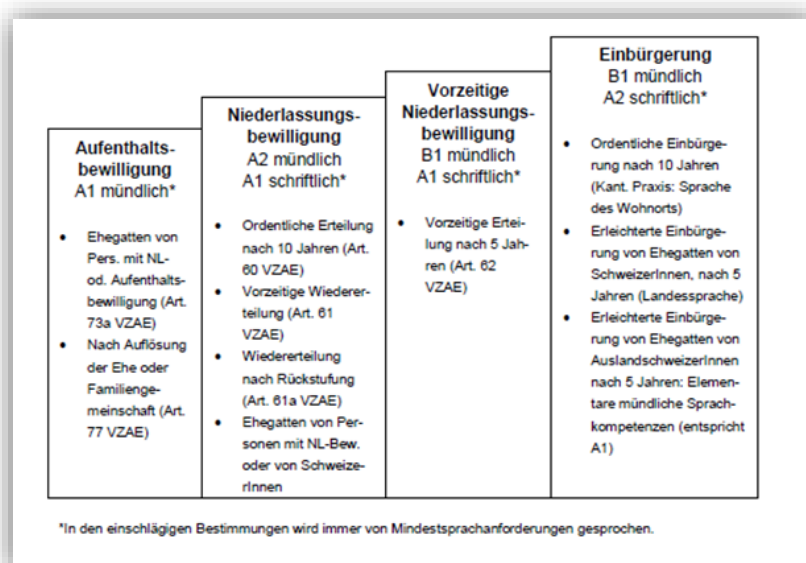 Aufenthalts-
bewilligung
A1 mündlich*
• Ehegatten von
Pers. mit NL-
od. Aufenthalts-
bewilligung (Art.
73a VZAE)
• Nach Auflösung
der Ehe oder
Familienge-
meinschaft (Art.
77 VZAE)
Niederlassungs-
bewilligung
A2 mündlich
A1 schriftlich*
• Ordentliche Erteilung
nach 10 Jahren (Art.
60 VZAE)
• Vorzeitige Wiederer-
teilung (Art. 61
VZAE)
• Wiedererteilung
nach Rückstufung
(Art. 61a VZAE)
• Ehegatten von Per-
sonen mit NL-Bew.
oder von Schweize-
rInnen
Vorzeitige
Niederlassungs-
bewilligung
B1 mündlich
A1 schriftlich*
• Vorzeitige Ertei-
lung nach 5 Jah-
ren (Art. 62
VZAE)
Einbürgerung
B1 mündlich
A2 schriftlich*
• Ordentliche Einbürge-
rung nach 10 Jahren
(Kant. Praxis: Sprache
des Wohnorts)
• Erleichterte Einbürge-
rung von Ehegatten von
SchweizerInnen, nach 5
Jahren (Landessprache)
• Erleichterte Einbürge-
rung von Ehegatten von
AuslandschweizerInnen
nach 5 Jahren: Elemen-
tare mündliche Sprach-
kompetenzen (entspricht
A1)
*In den einschlägigen Bestimmungen wird immer von Mindestsprachanforderungen gesprochen.